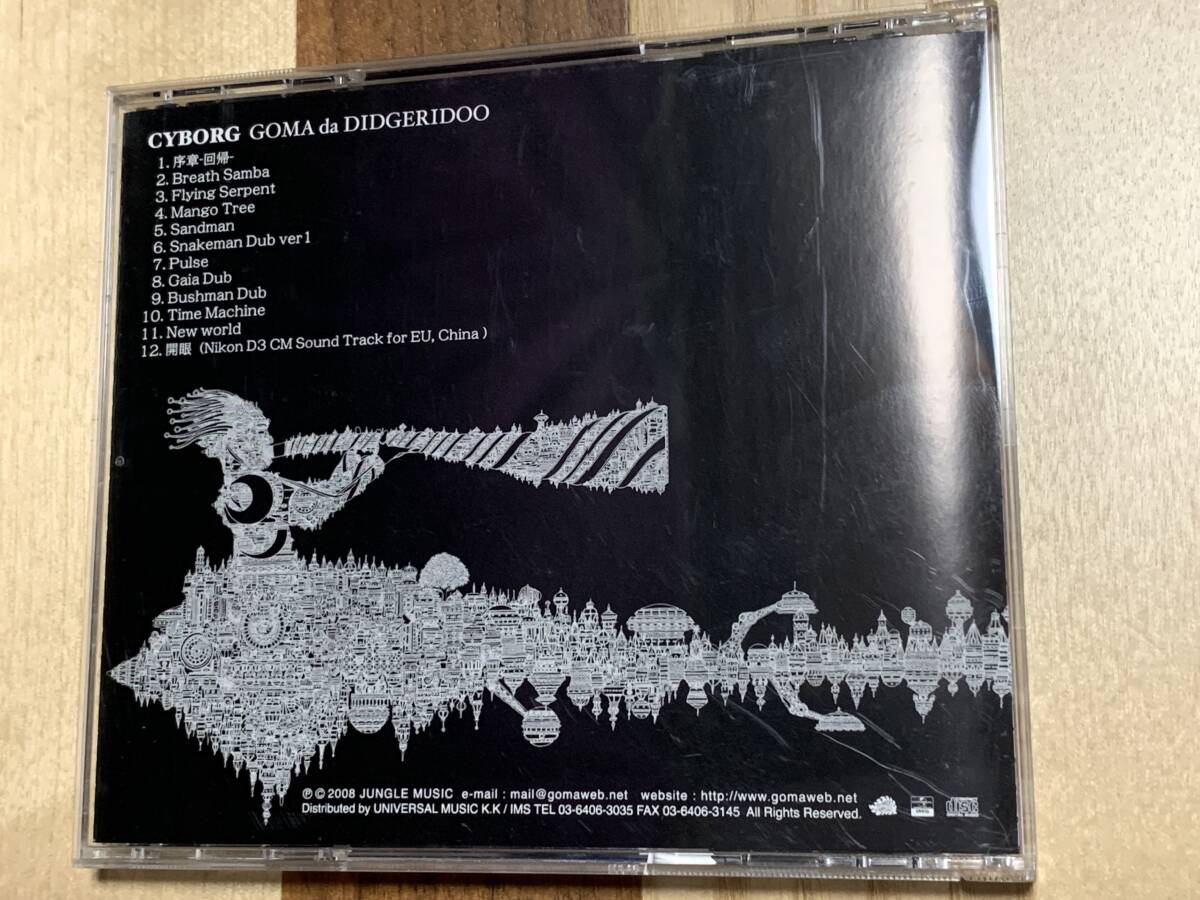 CYBORG GOMA da DIDGERIDOO
1. 序章-回帰-
2. Breath Samba
3. Flying Serpent
4. Mango Tree
5. Sandman
6. Snakeman Dub ver1
7. Pulse
8. Gaia Dub
9. Bushman Dub
10. Time Machine
11. New world
12. 開眼 (Nikon D3 CM Sound Track for EU, China )
Ⓟ © 2008 JUNGLE MUSIC e-mail : mail@gomaweb.net website : http://www.gomaweb.net
Distributed by UNIVERSAL MUSIC K.K / IMS TEL 03-6406-3035 FAX 03-6406-3145 All Rights Reserved.